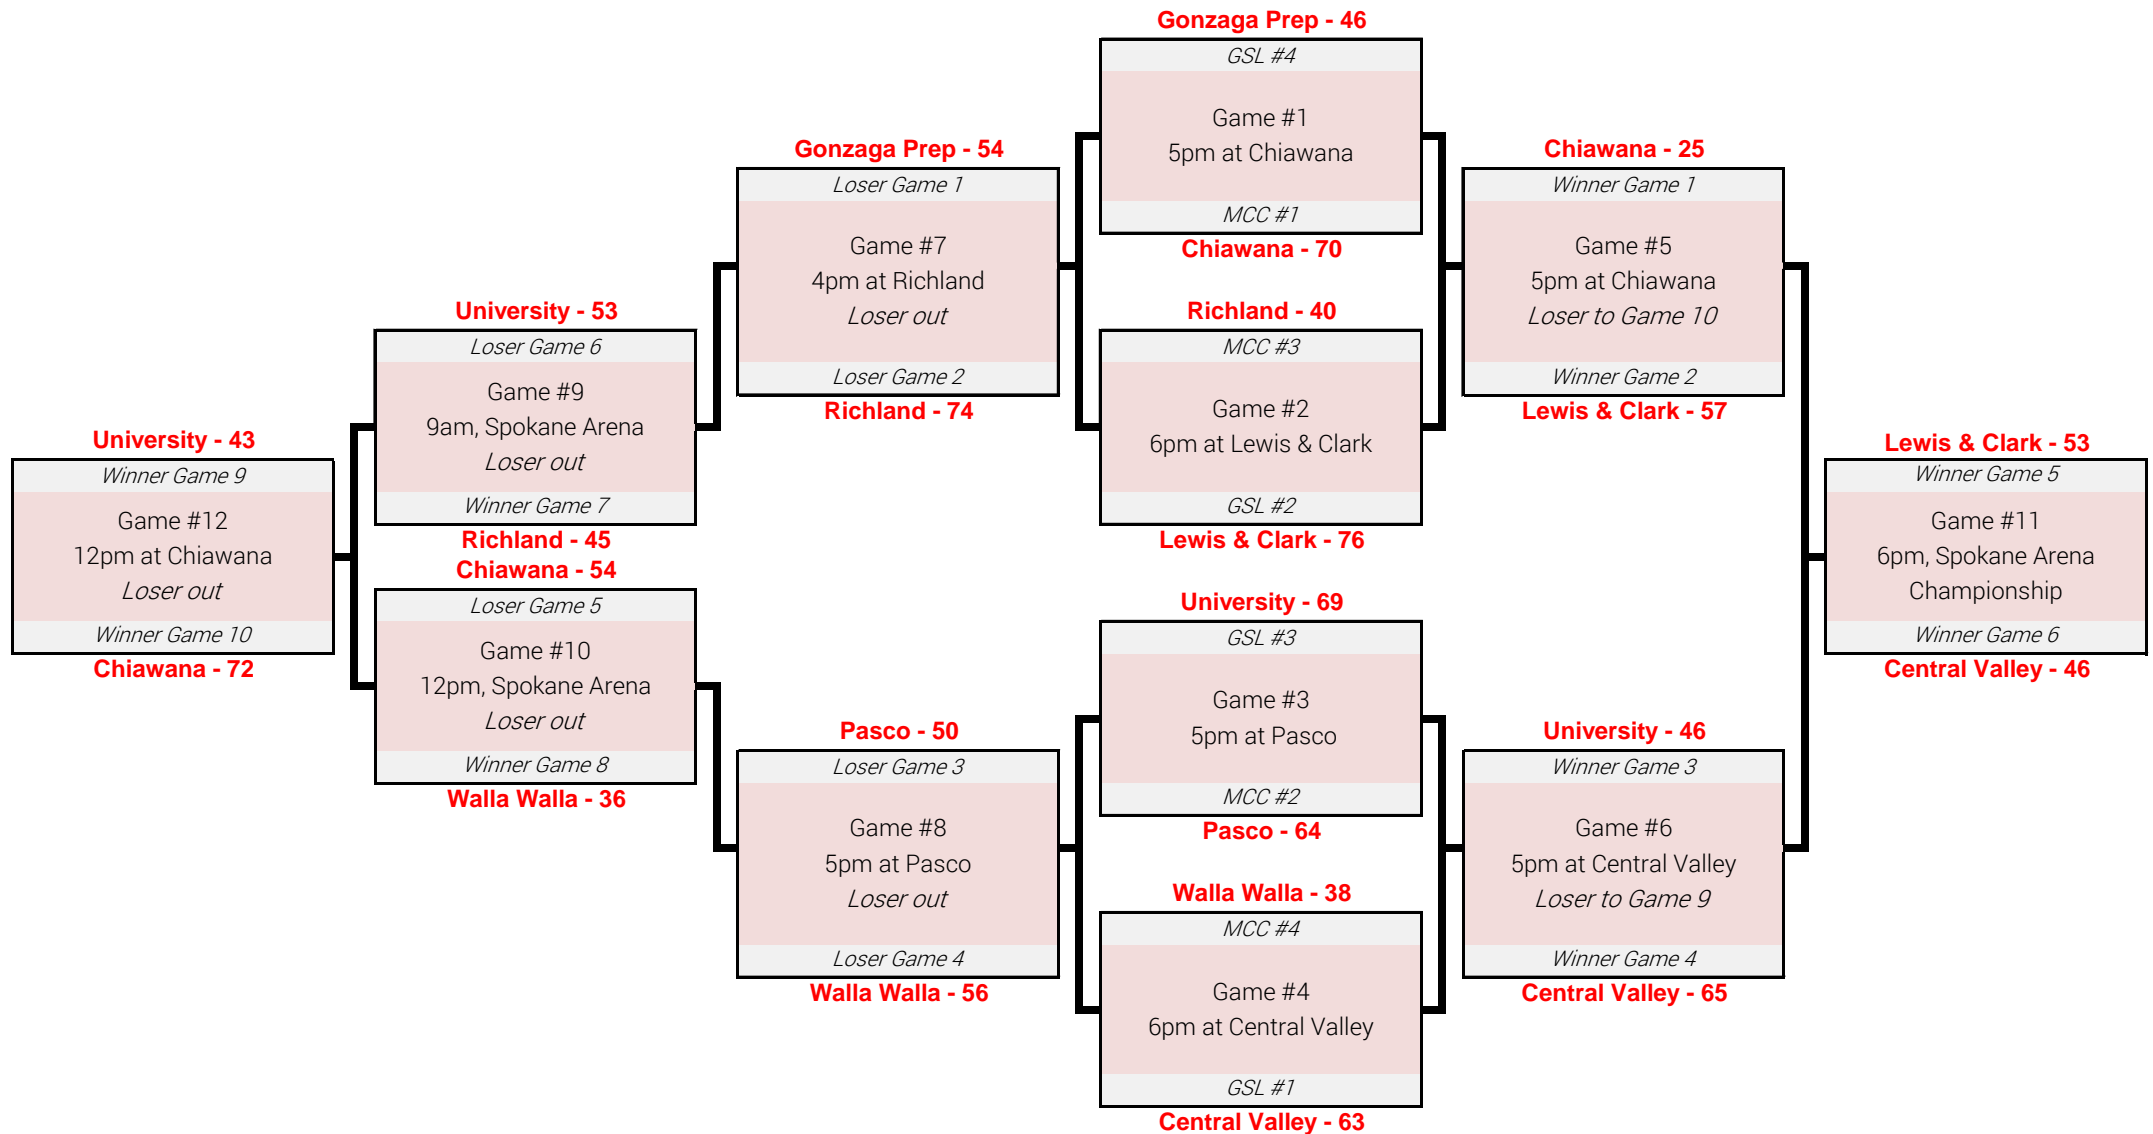 Gonzaga Prep - 46
GSL #4
Game #1
5pm at Chiawana
MCC #1
Chiawana - 70
Richland - 40
MCC #3
Game #2
6pm at Lewis & Clark
GSL #2
Lewis & Clark - 76
University - 69
GSL #3
Game #3
5pm at Pasco
MCC #2
Pasco - 64
Walla Walla - 38
MCC #4
Game #4
6pm at Central Valley
GSL #1
Central Valley - 63
Chiawana - 25
Winner Game 1
Game #5
5pm at Chiawana
Loser to Game 10
Winner Game 2
Lewis & Clark - 57
University - 46
Winner Game 3
Game #6
5pm at Central Valley
Loser to Game 9
Winner Game 4
Central Valley - 65
Gonzaga Prep - 54
Loser Game 1
Game #7
4pm at Richland
Loser out
Loser Game 2
Richland - 74
Pasco - 50
Loser Game 3
Game #8
5pm at Pasco
Loser out
Loser Game 4
Walla Walla - 56
University - 53
Loser Game 6
Game #9
9am, Spokane Arena
Loser out
Winner Game 7
Richland - 45
Chiawana - 54
Loser Game 5
Game #10
12pm, Spokane Arena
Loser out
Winner Game 8
Walla Walla - 36
Lewis & Clark - 53
Winner Game 5
Game #11
6pm, Spokane Arena
Championship
Winner Game 6
Central Valley - 46
University - 43
Winner Game 9
Game #12
12pm at Chiawana
Loser out
Winner Game 10
Chiawana - 72